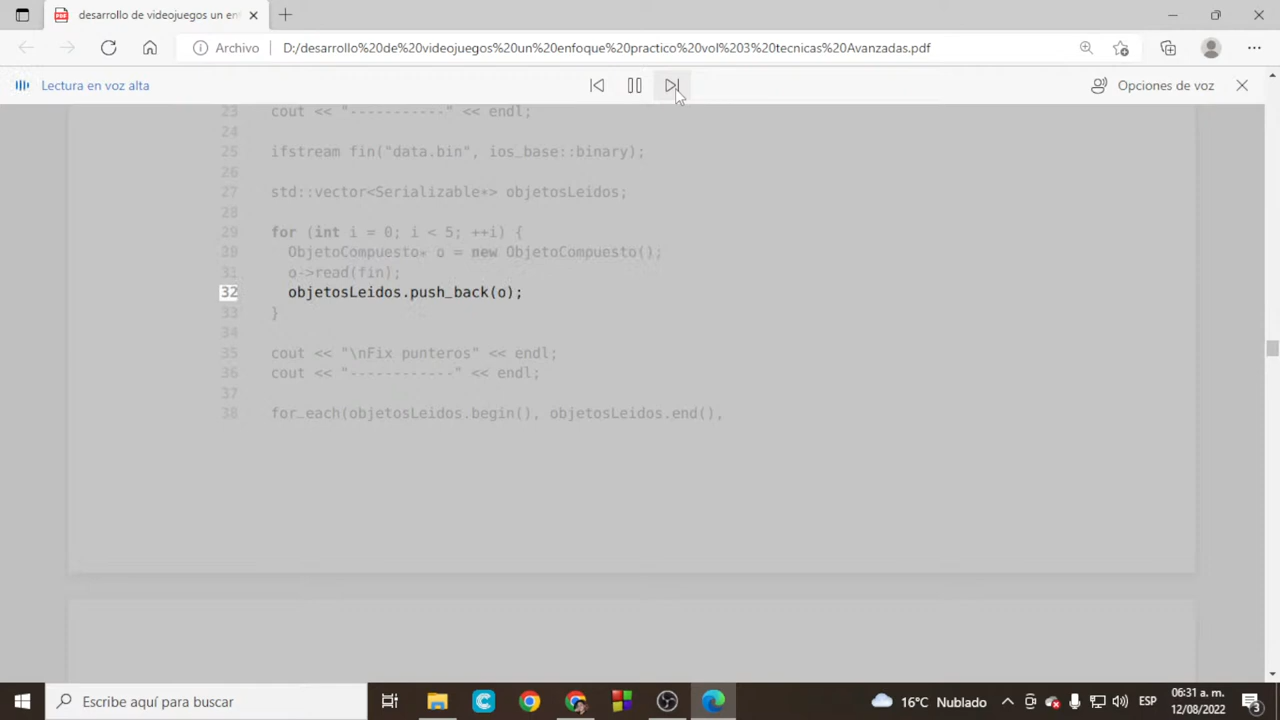 desarrollo de videojuegos un en
Archivo
D:/desarrollo%20de%20videojuegos%20un%20enfoque%20practico%20vol%203%20tecnicas%20Avanzadas.pdf
Lectura en voz alta
Opciones de voz
23 cout << "-----------" << endl;
24
25 ifstream fin("data.bin", ios_base::binary);
26
27 std::vector<Serializable*> objetosLeidos;
28
29 for (int i = 0; i < 5; ++i) {
30 ObjetoCompuesto* o = new ObjetoCompuesto();
31 o->read(fin);
32 objetosLeidos.push_back(o);
33 }
34
35 cout << "\nFix punteros" << endl;
36 cout << "------------" << endl;
37
38 for_each(objetosLeidos.begin(), objetosLeidos.end(),
Escribe aquí para buscar
16°C Nublado
ESP
06:31 a. m.
12/08/2022
3